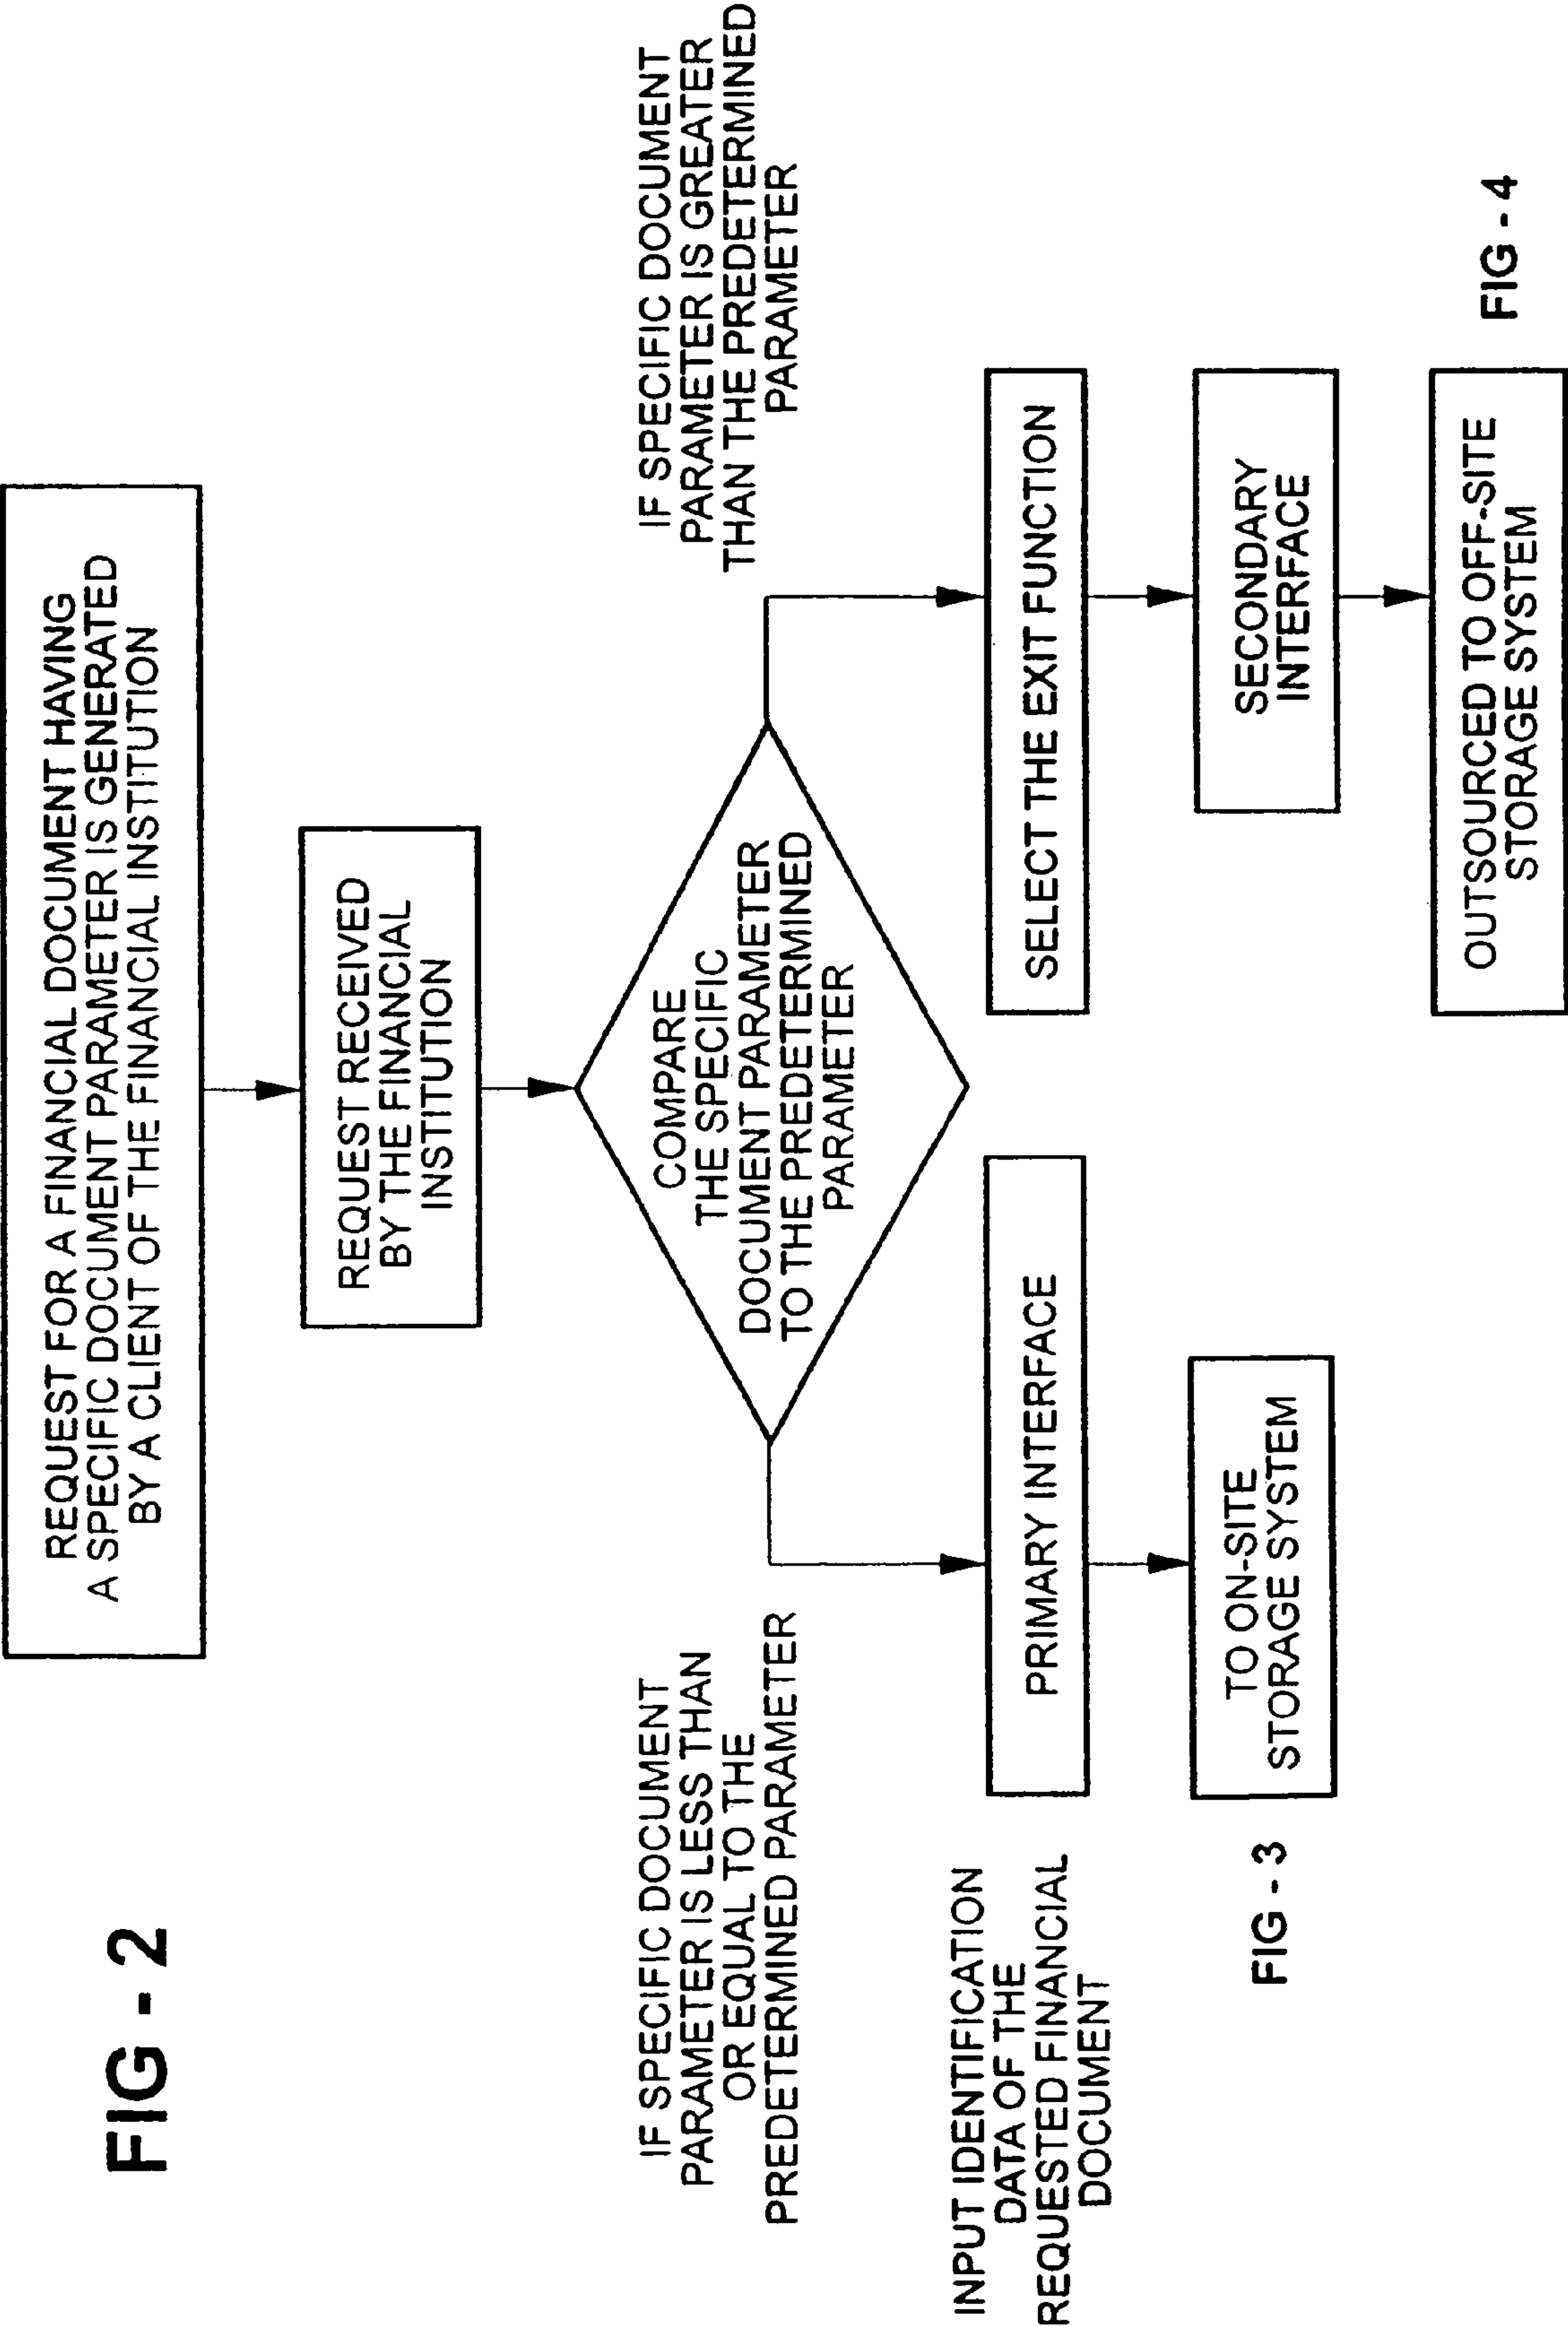 FIG - 2
REQUEST FOR A FINANCIAL DOCUMENT HAVING
A SPECIFIC DOCUMENT PARAMETER IS GENERATED
BY A CLIENT OF THE FINANCIAL INSTITUTION
REQUEST RECEIVED
BY THE FINANCIAL
INSTITUTION
COMPARE
THE SPECIFIC
DOCUMENT PARAMETER
TO THE PREDETERMINED
PARAMETER
IF SPECIFIC DOCUMENT
PARAMETER IS LESS THAN
OR EQUAL TO THE
PREDETERMINED PARAMETER
IF SPECIFIC DOCUMENT
PARAMETER IS GREATER
THAN THE PREDETERMINED
PARAMETER
INPUT IDENTIFICATION
DATA OF THE
REQUESTED FINANCIAL
DOCUMENT
PRIMARY INTERFACE
SELECT THE EXIT FUNCTION
FIG - 3
TO ON-SITE
STORAGE SYSTEM
SECONDARY
INTERFACE
OUTSOURCED TO OFF-SITE
STORAGE SYSTEM
FIG - 4